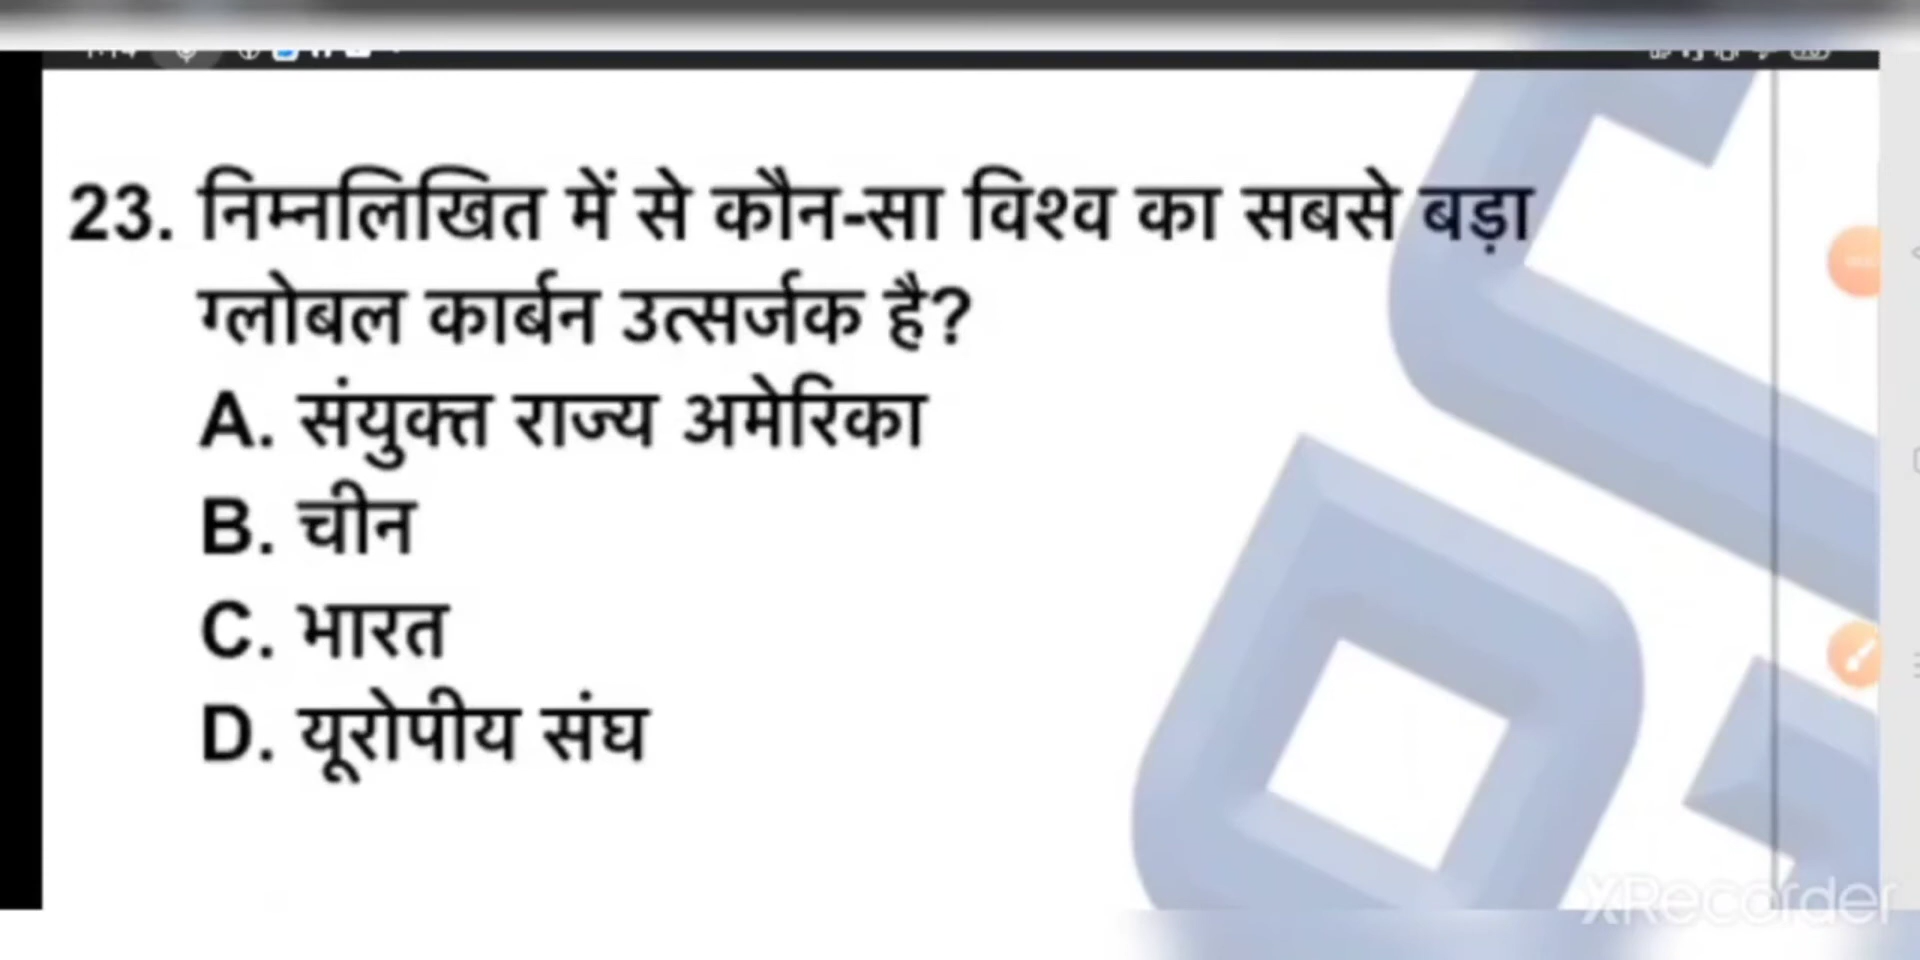 23. निम्नलिखित में से कौन-सा विश्व का सबसे बड़ा
ग्लोबल कार्बन उत्सर्जक है?
A. संयुक्त राज्य अमेरिका
B. चीन
C. भारत
D. यूरोपीय संघ
XRecorder